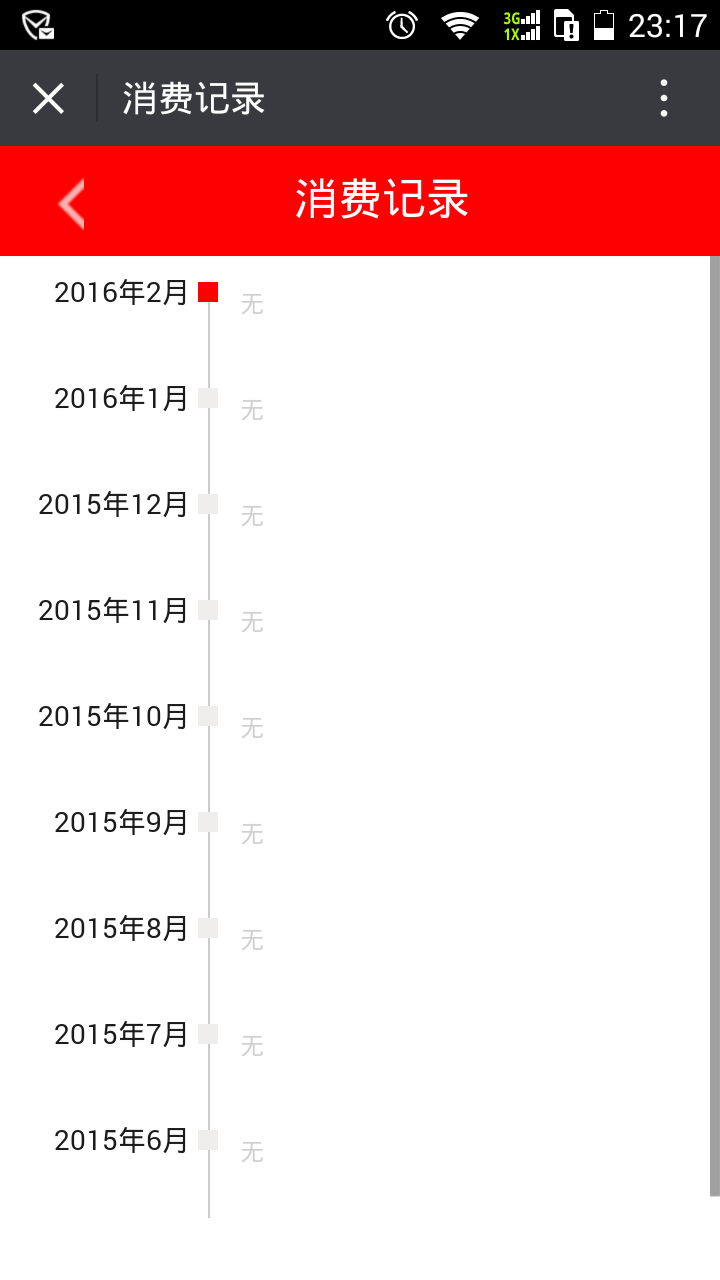 3G
1X
23:17
消费记录
消费记录
2016年2月
无
2016年1月
无
2015年12月
无
2015年11月
无
2015年10月
无
2015年9月
无
2015年8月
无
2015年7月
无
2015年6月
无